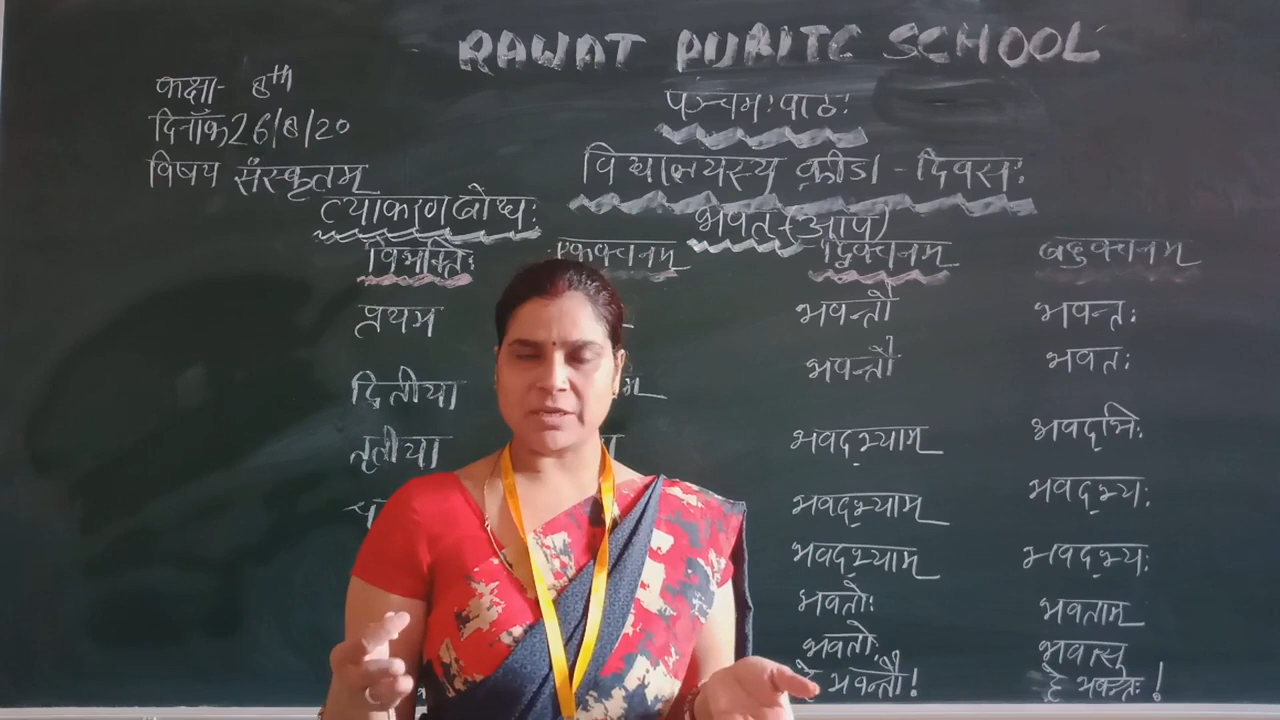 RAWAT PUBLIC SCHOOL
कक्षा- 8th
पञ्चमः पाठः
दिनाँक 26/8/20
विषय संस्कृतम्
विद्यालयस्य क्रीडा-दिवसः
व्याकरणबोधः
भवत्-(आप)
विभक्तिः एकवचनम् द्विवचनम् बहुवचनम्
प्रथम भवन्तौ भवन्तः
भवन्तौ भवतः
द्वितीया
तृतीया भवद्भ्याम् भवद्भिः
भवद्भ्याम् भवद्भ्यः
भवद्भ्याम् भवद्भ्यः
भवतोः भवताम्
भवतोः भवत्सु
हे भवन्तौ! हे भवन्तः!